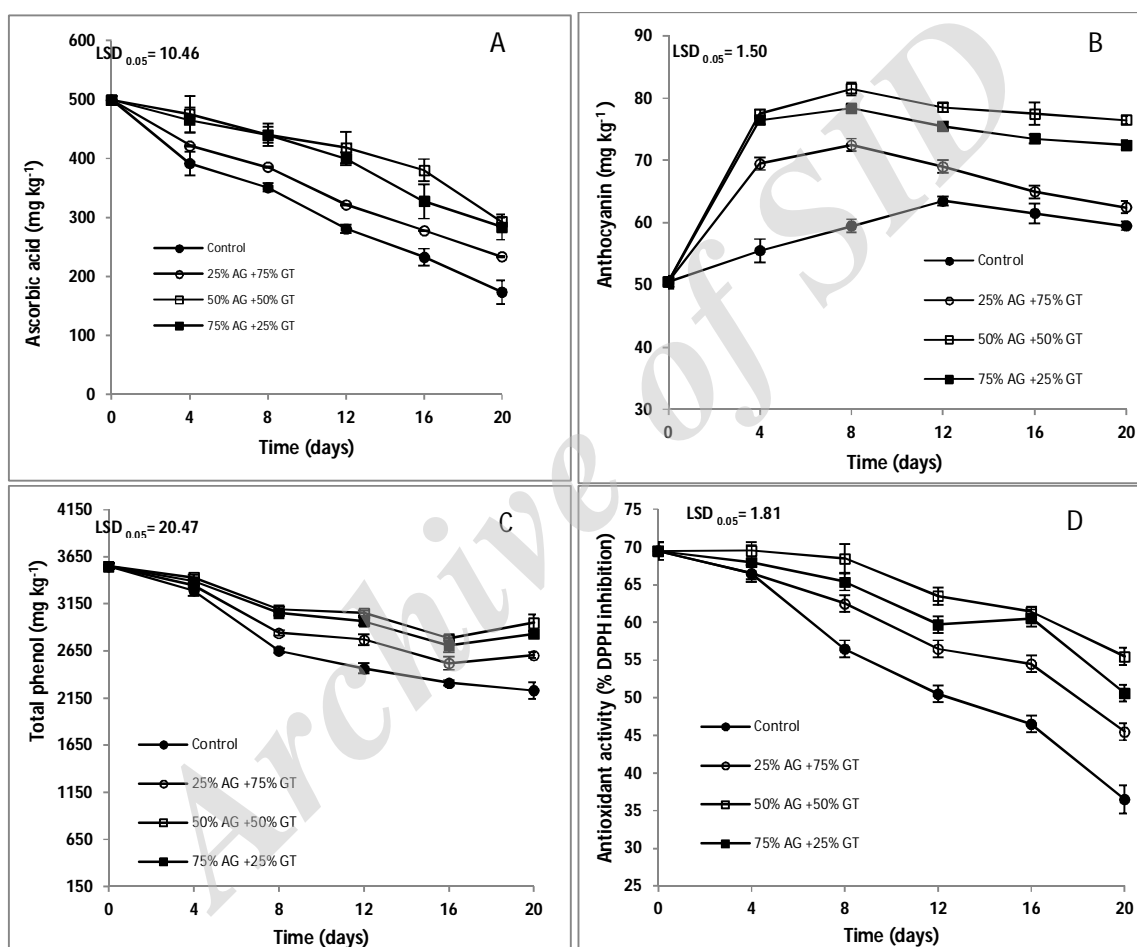 A
LSD 0.05= 10.46
Ascorbic acid (mg kg-1)
600
500
400
300
200
100
0
Control
25% AG +75% GT
50% AG +50% GT
75% AG +25% GT
0 4 8 12 16 20
Time (days)
B
LSD 0.05= 1.50
Anthocyanin (mg kg-1)
90
80
70
60
50
40
30
Control
25% AG +75% GT
50% AG +50% GT
75% AG +25% GT
0 4 8 12 16 20
Time (days)
C
LSD 0.05= 20.47
Total phenol (mg kg-1)
4150
3650
3150
2650
2150
1650
1150
650
150
Control
25% AG +75% GT
50% AG +50% GT
75% AG +25% GT
0 4 8 12 16 20
Time (days)
D
LSD 0.05= 1.81
Antioxidant activity (% DPPH inhibition)
75
70
65
60
55
50
45
40
35
30
25
Control
25% AG +75% GT
50% AG +50% GT
75% AG +25% GT
0 4 8 12 16 20
Time (days)
Archive of SID